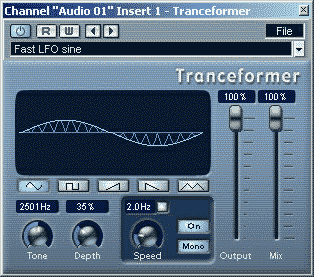 Channel "Audio 01" Insert 1 - Tranceformer
R W File
Fast LFO sine
Tranceformer
100% 100%
2501Hz 35% 2.0Hz
On
Mono
Tone Depth Speed Output Mix